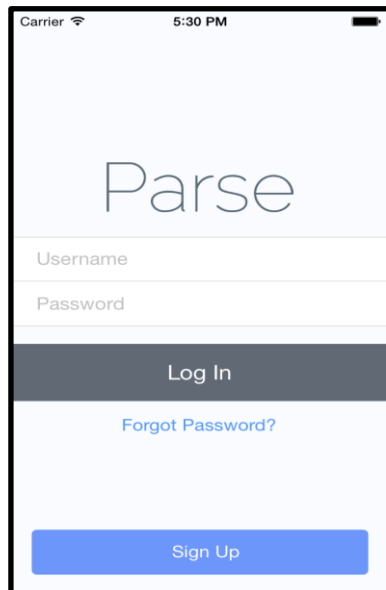 Carrier 5:30 PM
Parse
Username
Password
Log In
Forgot Password?
Sign Up